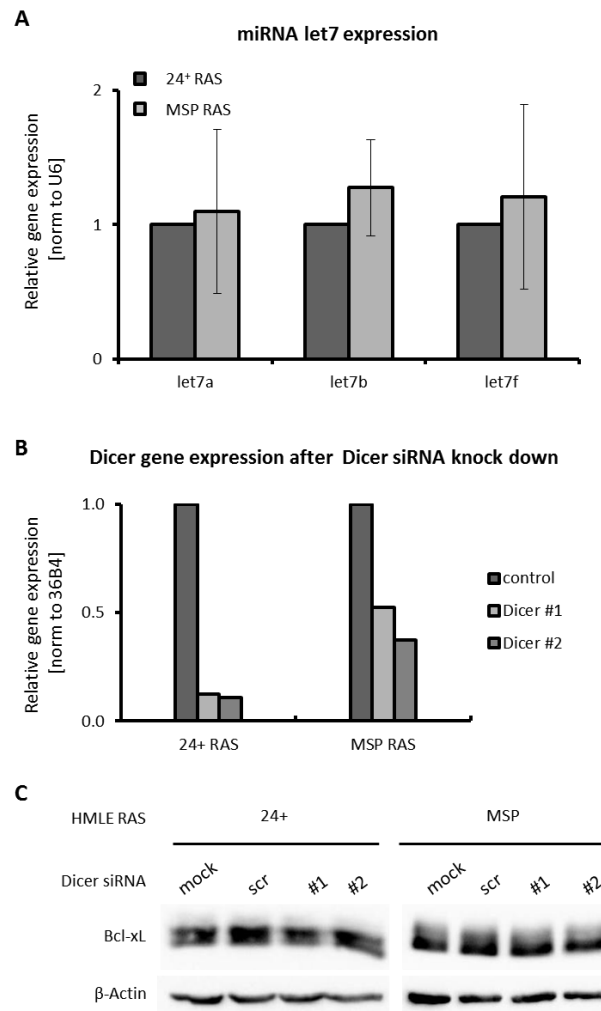 A
miRNA let7 expression
24⁺ RAS
MSP RAS
Relative gene expression
[norm to U6]
2
1
0
let7a
let7b
let7f
B
Dicer gene expression after Dicer siRNA knock down
Relative gene expression
[norm to 36B4]
1.0
0.5
0.0
control
Dicer #1
Dicer #2
24+ RAS
MSP RAS
C
HMLE RAS 24+ MSP
Dicer siRNA mock scr #1 #2 mock scr #1 #2
Bcl-xL
β-Actin